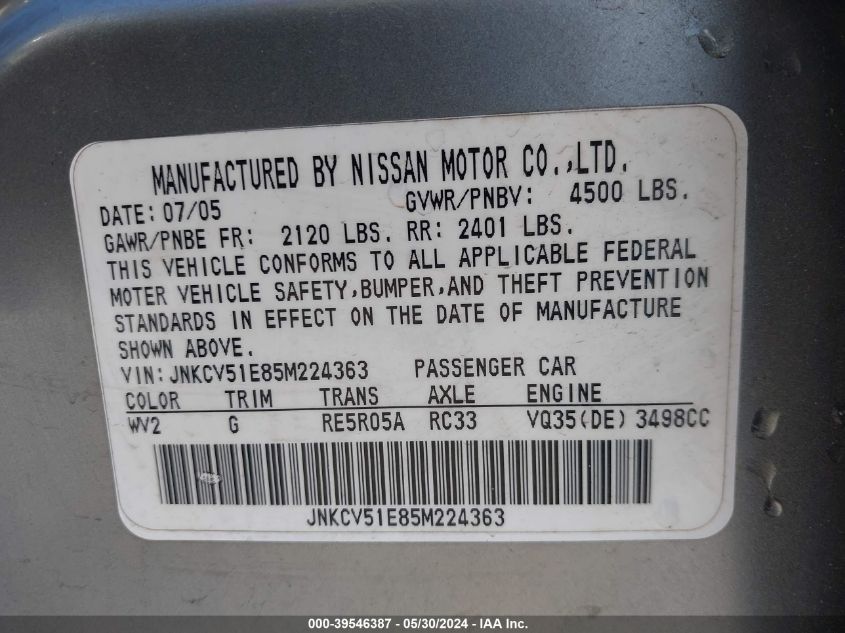 MANUFACTURED BY NISSAN MOTOR CO.,LTD.
DATE: 07/05 GVWR/PNBV: 4500 LBS.
GAWR/PNBE FR: 2120 LBS. RR: 2401 LBS.
THIS VEHICLE CONFORMS TO ALL APPLICABLE FEDERAL
MOTER VEHICLE SAFETY,BUMPER,AND THEFT PREVENTION
STANDARDS IN EFFECT ON THE DATE OF MANUFACTURE
SHOWN ABOVE.
VIN: JNKCV51E85M224363 PASSENGER CAR
COLOR TRIM TRANS AXLE ENGINE
WV2 G RE5R05A RC33 VQ35(DE) 3498CC
JNKCV51E85M224363
000-39546387 - 05/30/2024 - IAA Inc.